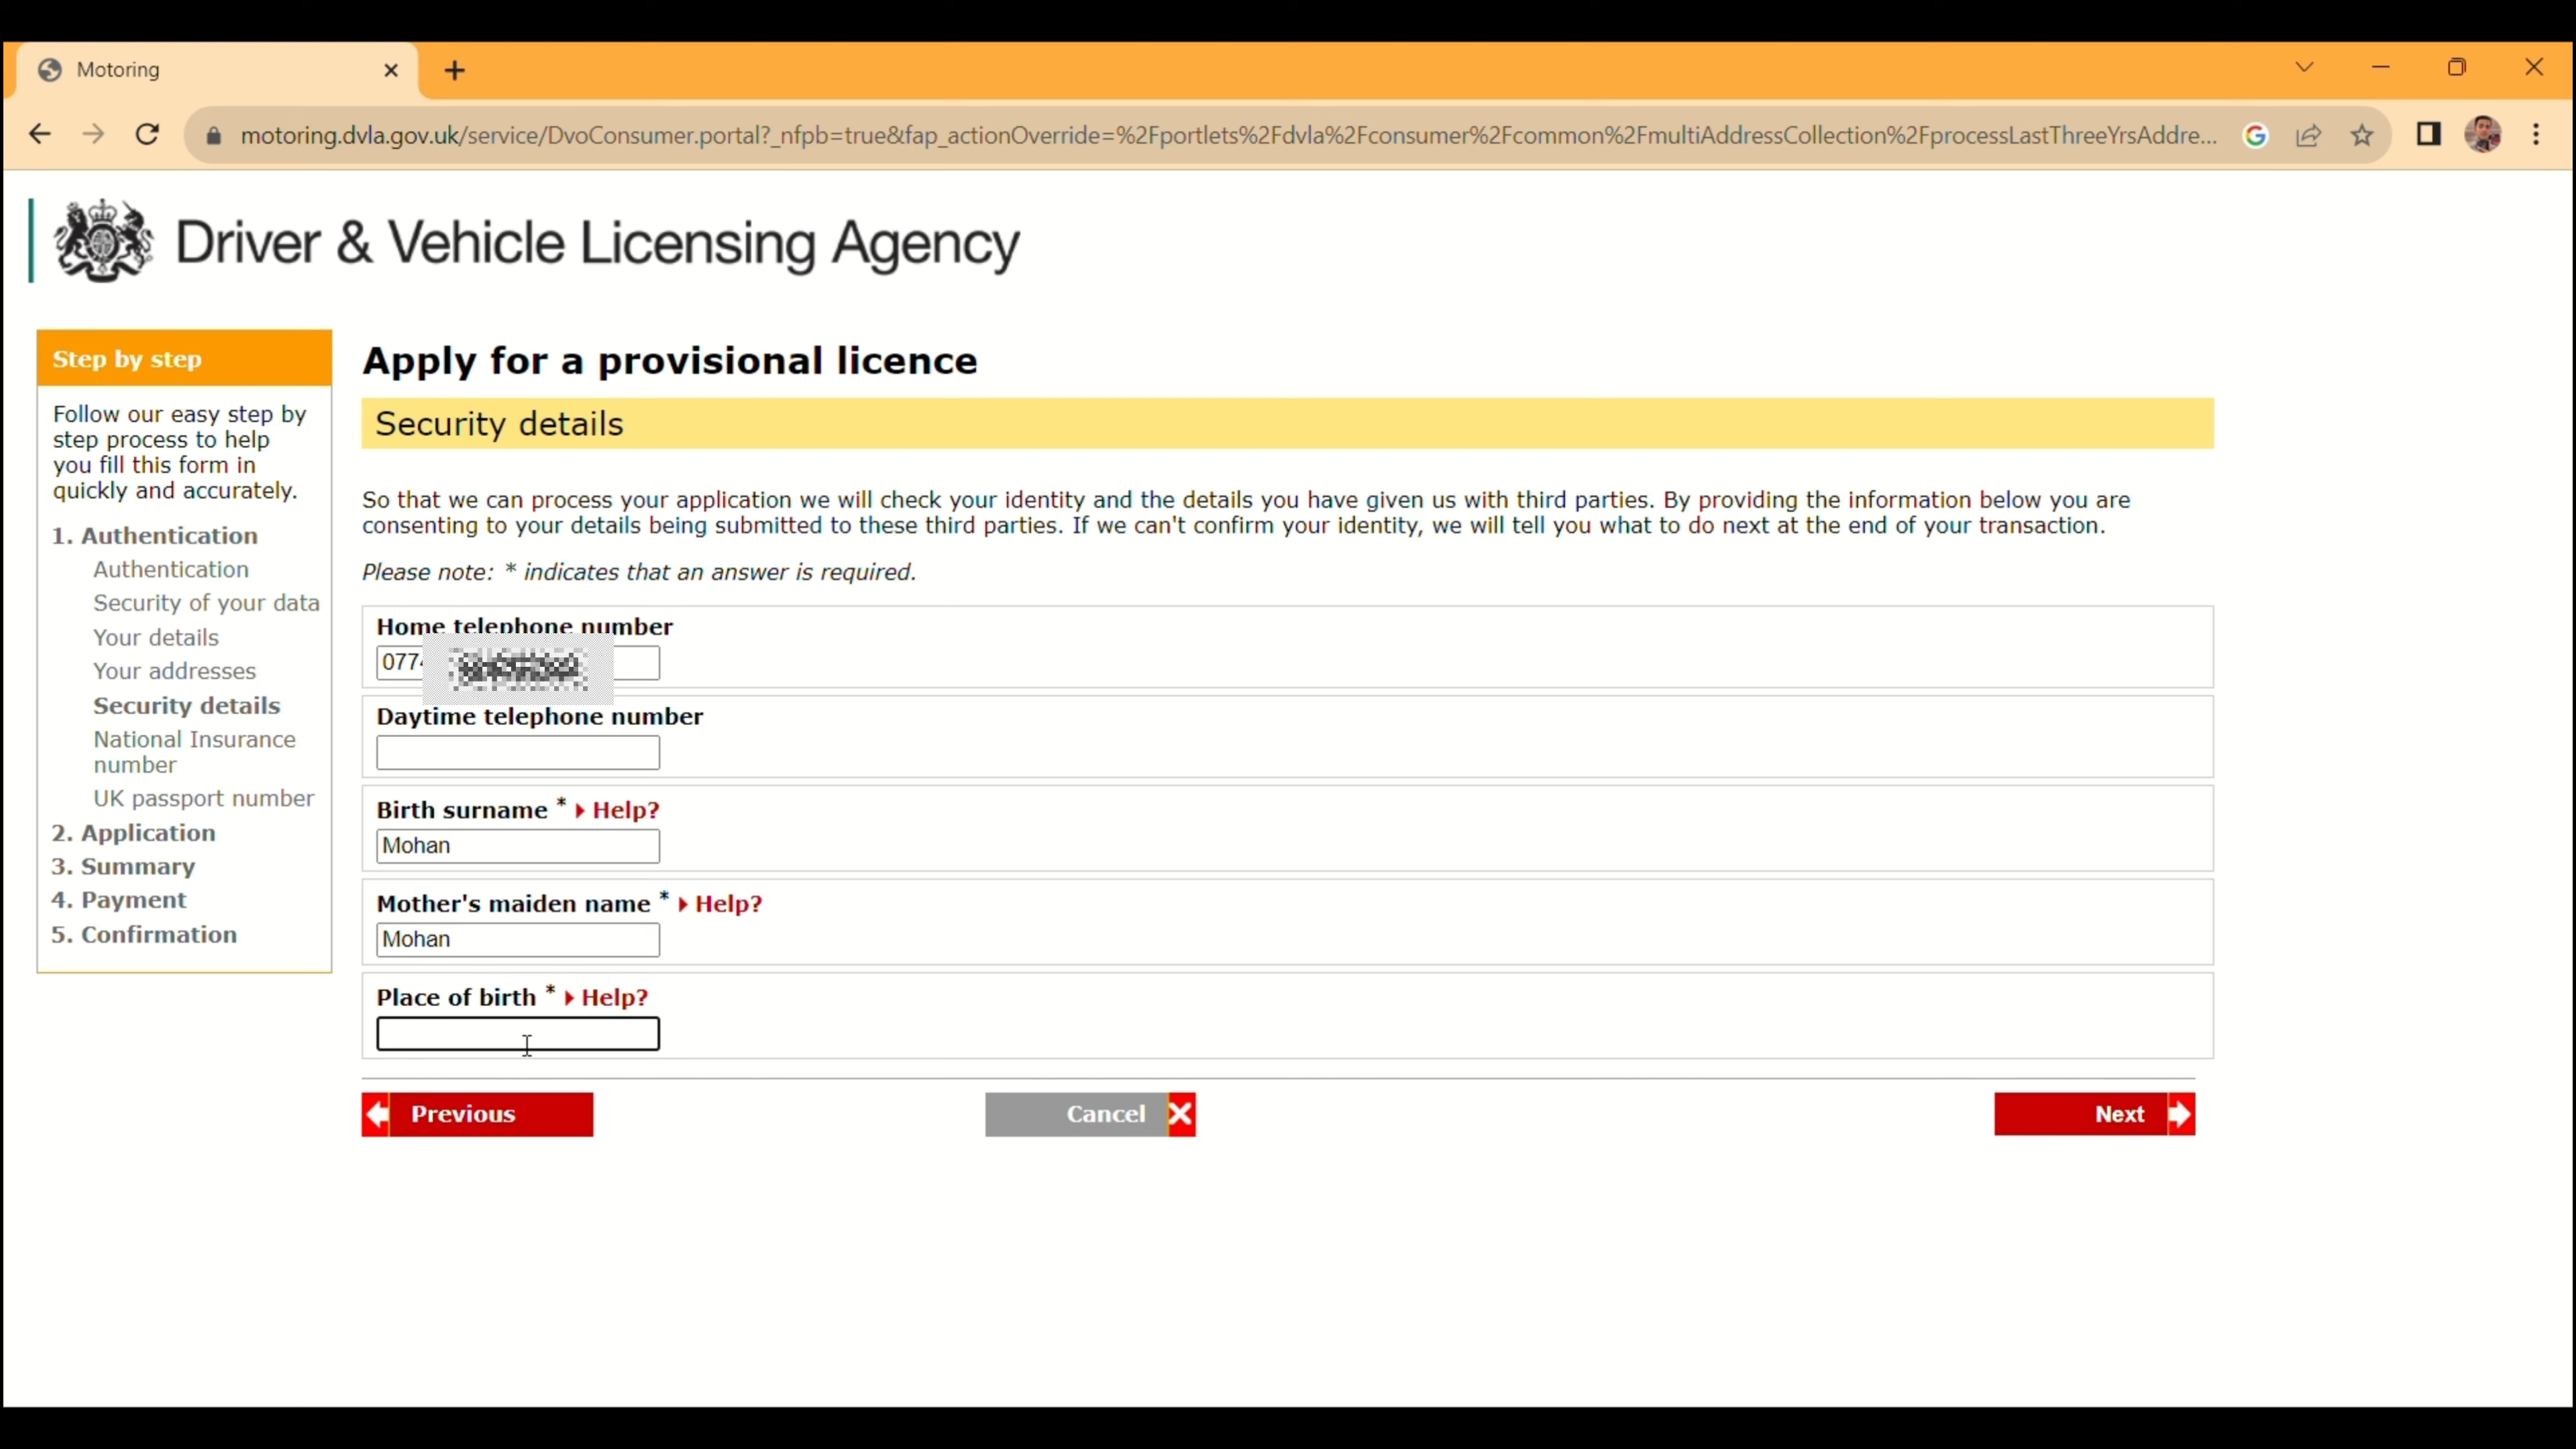 Motoring
motoring.dvla.gov.uk/service/DvoConsumer.portal?_nfpb=true&fap_actionOverride=%2Fportlets%2Fdvla%2Fconsumer%2Fcommon%2FmultiAddressCollection%2FprocessLastThreeYrsAddre...
Driver & Vehicle Licensing Agency
Step by step
Follow our easy step by
step process to help
you fill this form in
quickly and accurately.
1. Authentication
Authentication
Security of your data
Your details
Your addresses
Security details
National Insurance
number
UK passport number
2. Application
3. Summary
4. Payment
5. Confirmation
Apply for a provisional licence
Security details
So that we can process your application we will check your identity and the details you have given us with third parties. By providing the information below you are
consenting to your details being submitted to these third parties. If we can't confirm your identity, we will tell you what to do next at the end of your transaction.
Please note: * indicates that an answer is required.
Home telephone number
0774
Daytime telephone number
Birth surname * Help?
Mohan
Mother's maiden name * Help?
Mohan
Place of birth * Help?
Previous
Cancel
Next